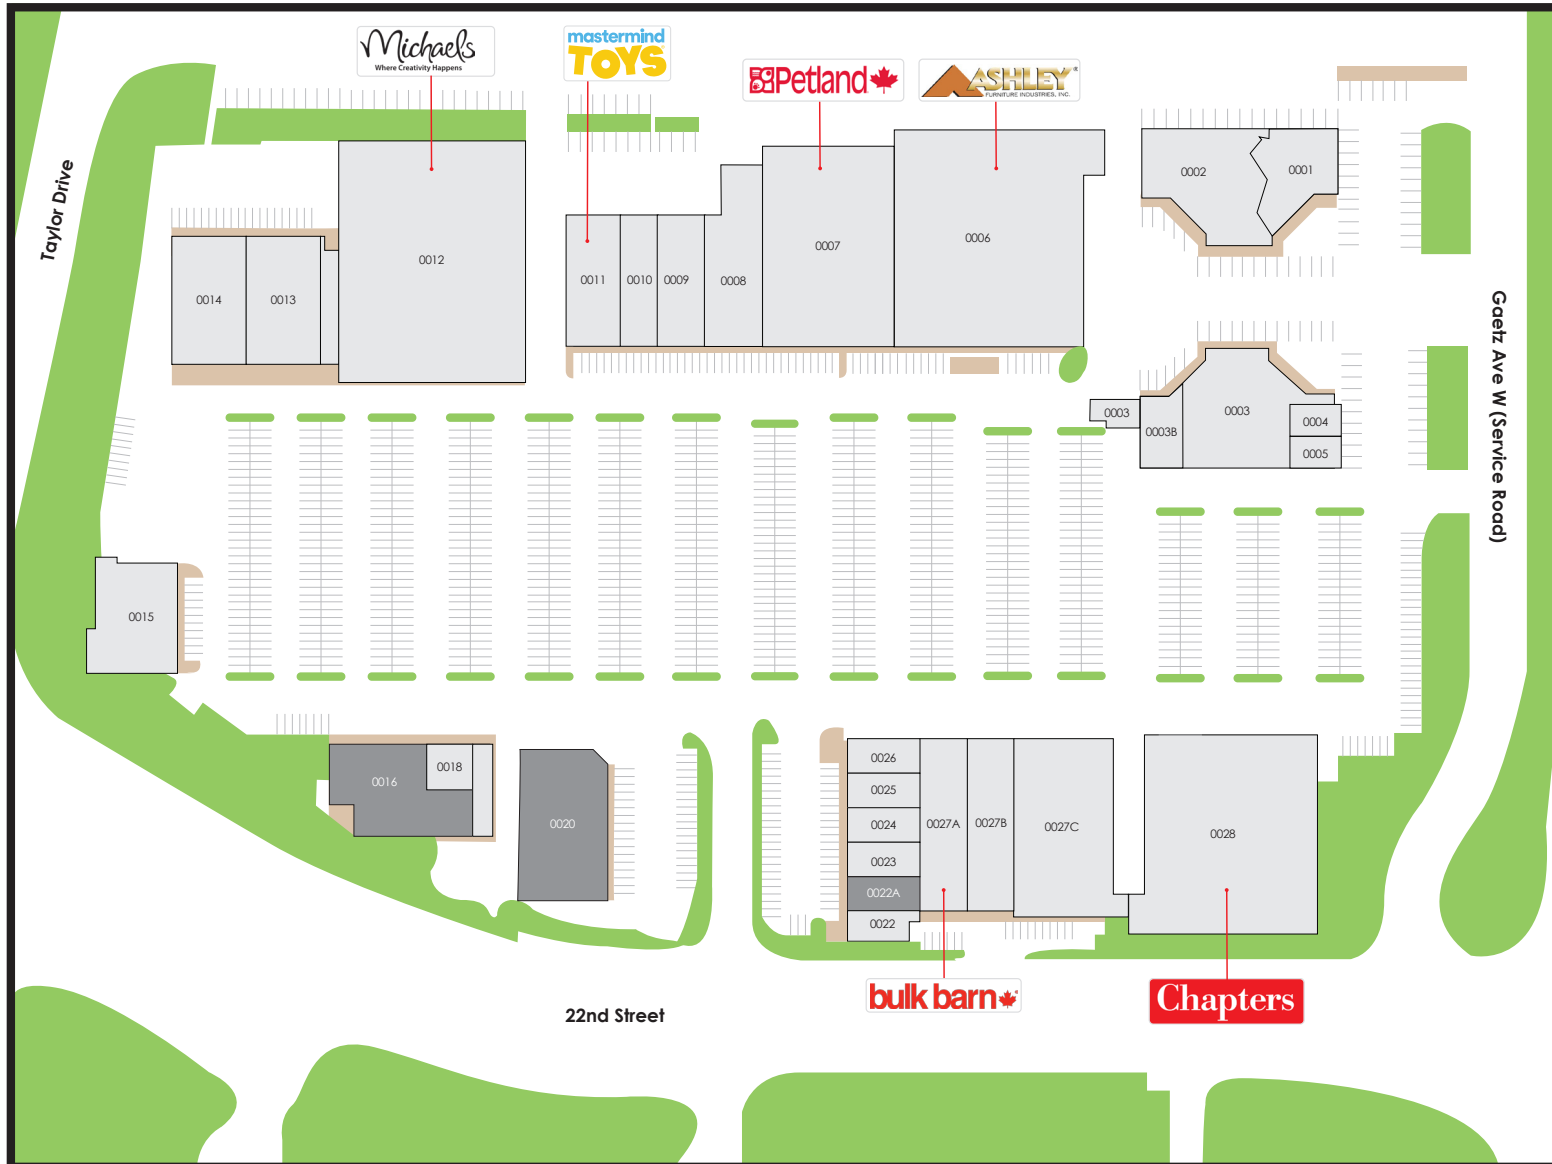 Michaels
Where Creativity Happens
mastermind
TOYS
Petland
ASHLEY
FURNITURE INDUSTRIES, INC.
Taylor Drive
Gaetz Ave W (Service Road)
22nd Street
0002
0001
0012
0014
0013
0011
0010
0009
0008
0007
0006
0003
0003B
0003
0004
0005
0015
0016
0018
0020
0026
0025
0024
0023
0022A
0022
0027A
0027B
0027C
0028
bulk barn
Chapters